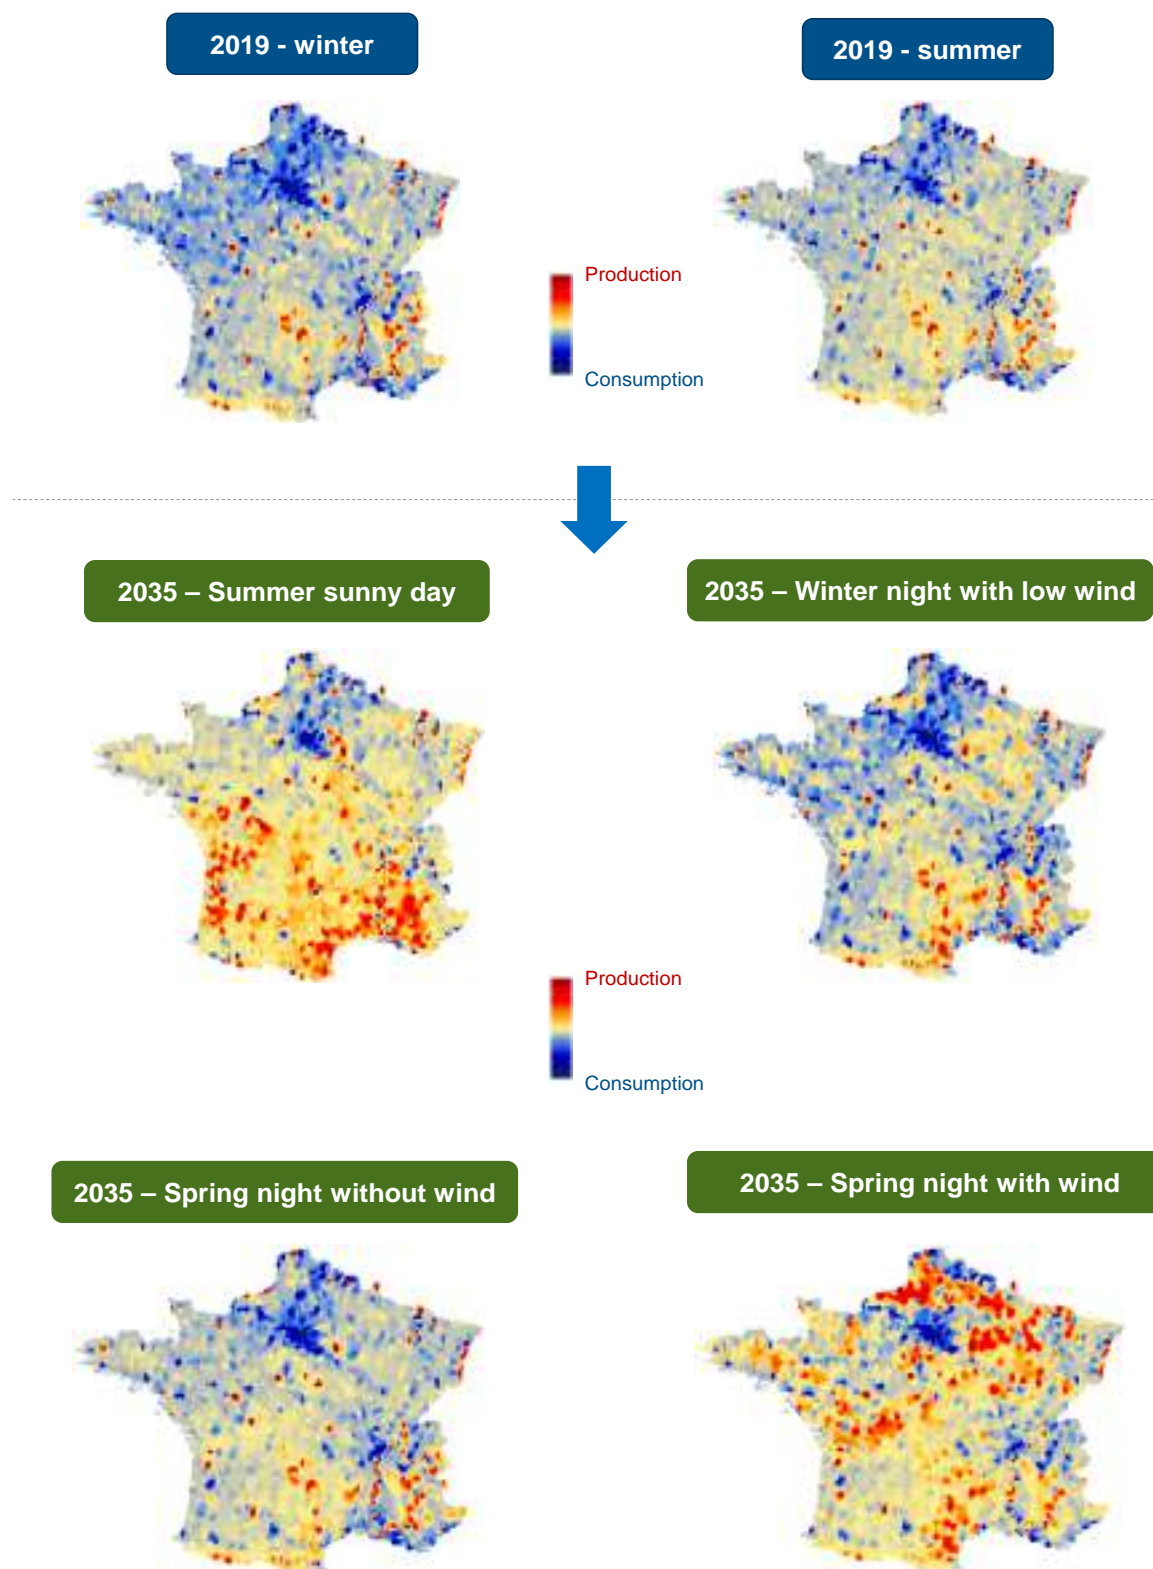 2019 - winter
2019 - summer
Production
Consumption
2035 – Summer sunny day
2035 – Winter night with low wind
Production
Consumption
2035 – Spring night without wind
2035 – Spring night with wind